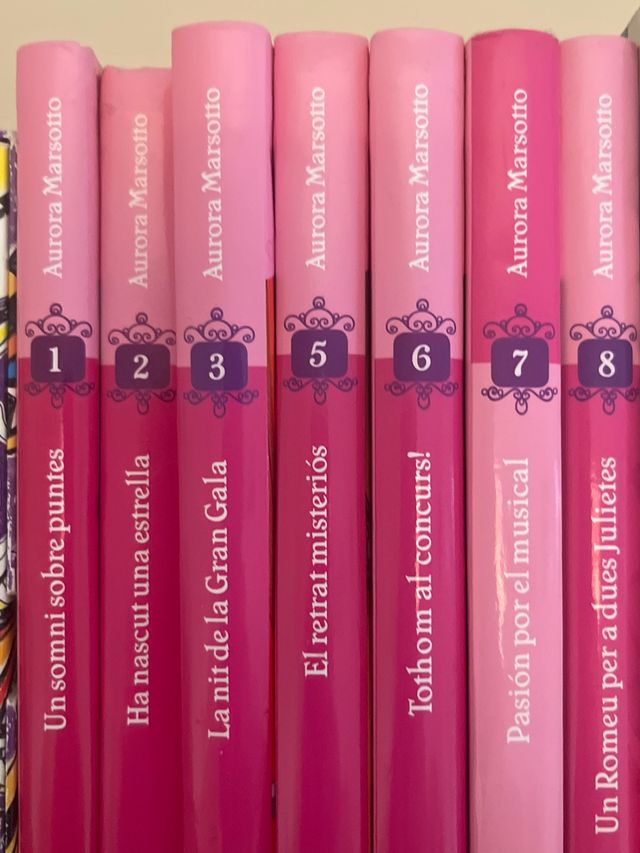 Aurora Marsotto
1
Un somni sobre puntes
Aurora Marsotto
2
Ha nascut una estrella
Aurora Marsotto
3
La nit de la Gran Gala
Aurora Marsotto
5
El retrat misteriós
Aurora Marsotto
6
Tothom al concurs!
Aurora Marsotto
7
Pasión por el musical
Aurora Marsotto
8
Un Romeu per a dues Julietes